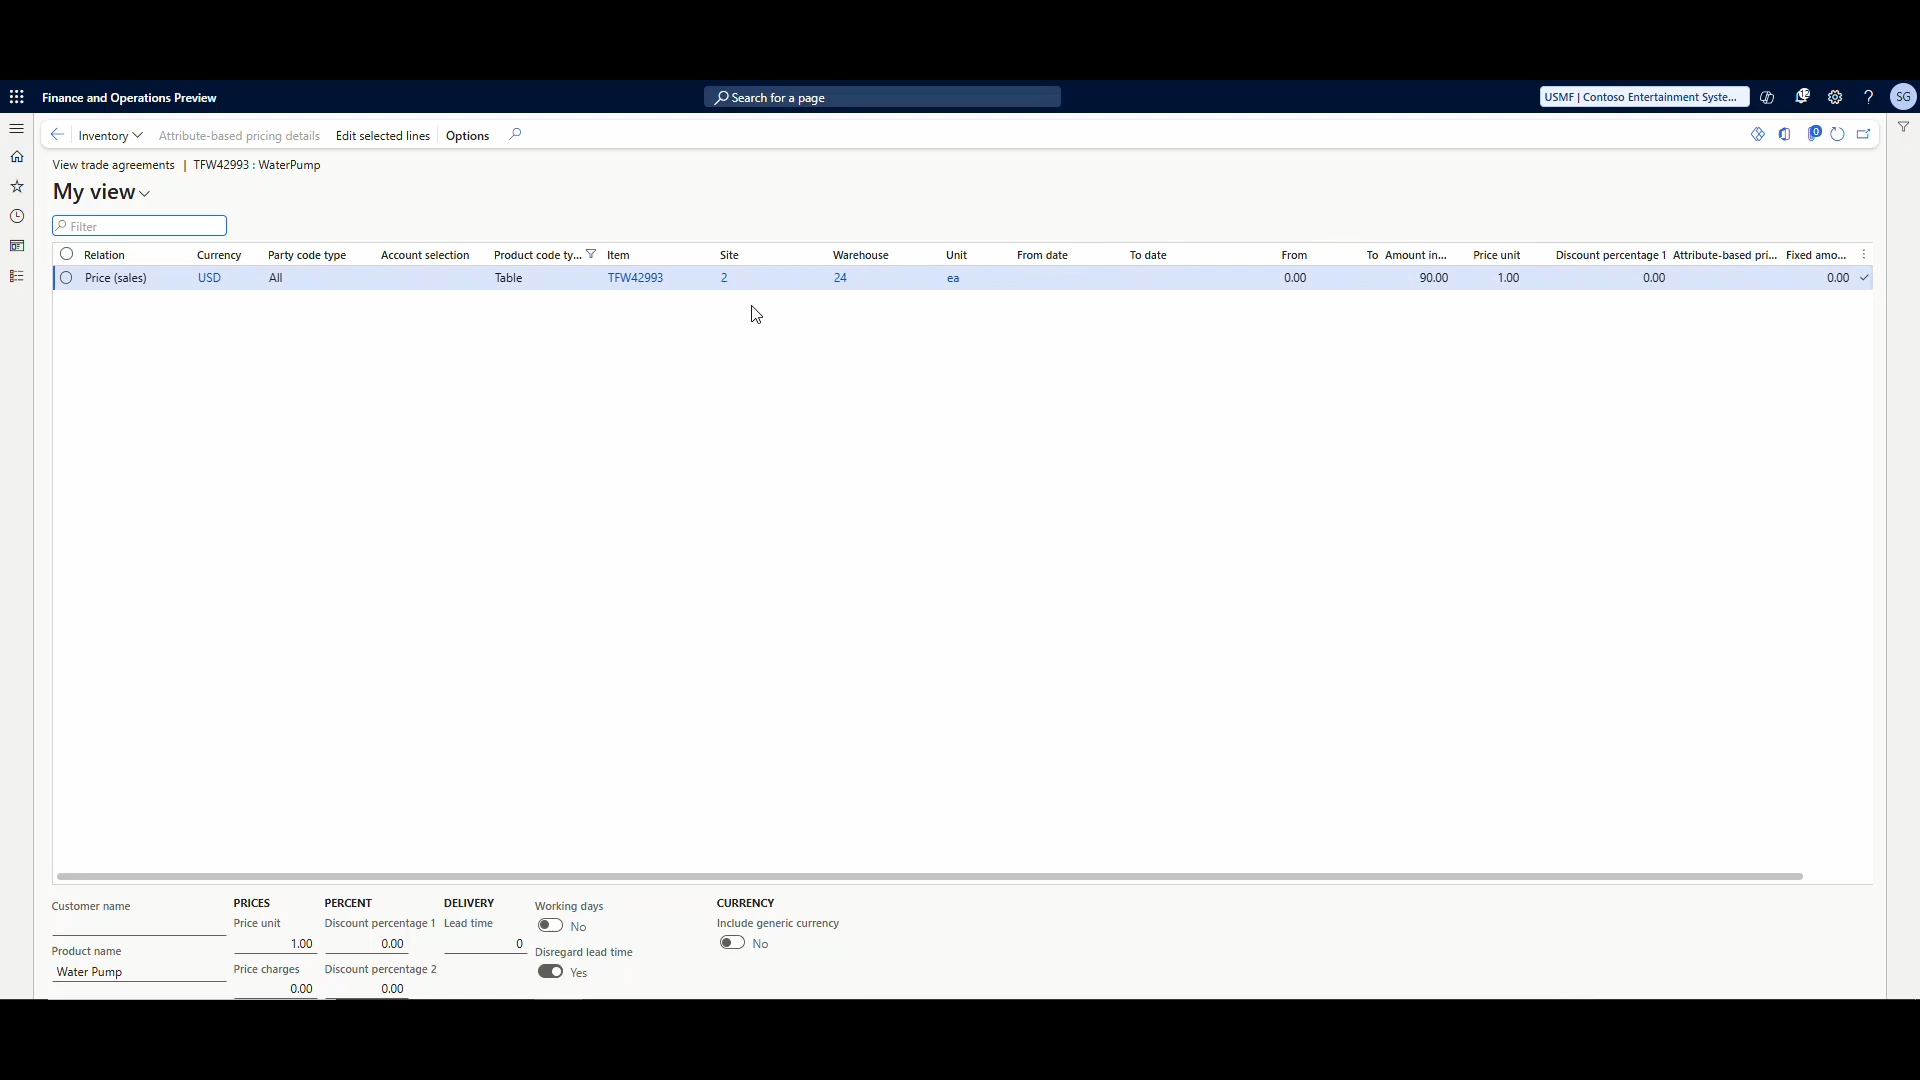 Finance and Operations Preview
Search for a page
USMF | Contoso Entertainment Syste...
12
SG
Inventory
Attribute-based pricing details
Edit selected lines
Options
0
View trade agreements | TFW42993 : WaterPump
My view
Filter
Relation Currency Party code type Account selection Product code ty... Item Site Warehouse Unit From date To date From To Amount in... Price unit Discount percentage 1 Attribute-based pri... Fixed amo...
Price (sales) USD All Table TFW42993 2 24 ea 0.00 90.00 1.00 0.00 0.00
Customer name
Product name
Water Pump
PRICES
Price unit
1.00
Price charges
0.00
PERCENT
Discount percentage 1
0.00
Discount percentage 2
0.00
DELIVERY
Lead time
0
Working days
No
Disregard lead time
Yes
CURRENCY
Include generic currency
No